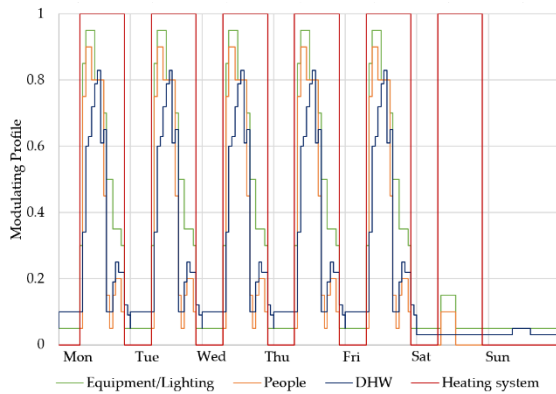 1
0.8
0.6
0.4
0.2
0
Modulating Profile
Mon Tue Wed Thu Fri Sat Sun
Equipment/Lighting People DHW Heating system